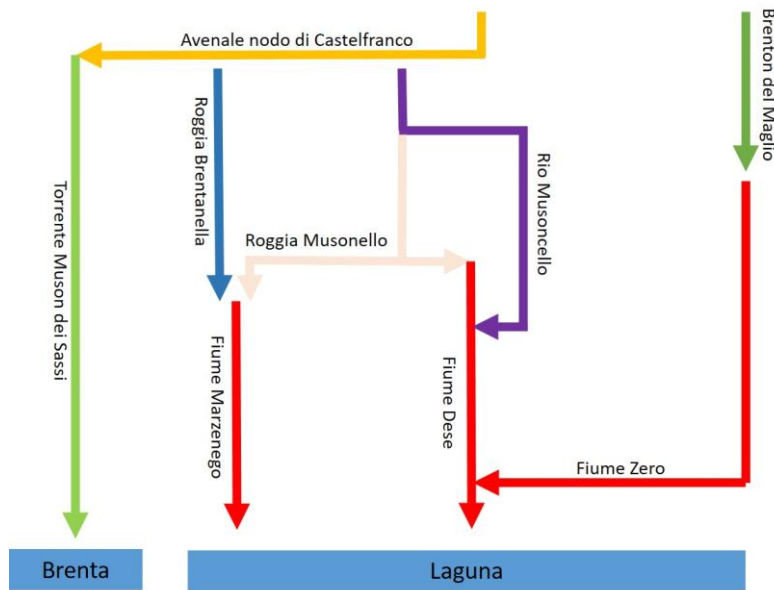 Avenale nodo di Castelfranco
Brenton del Maglio
Roggia Brentanella
Rio Musoncello
Torrente Muson dei Sassi
Roggia Musonello
Fiume Marzenego
Fiume Dese
Fiume Zero
Brenta
Laguna